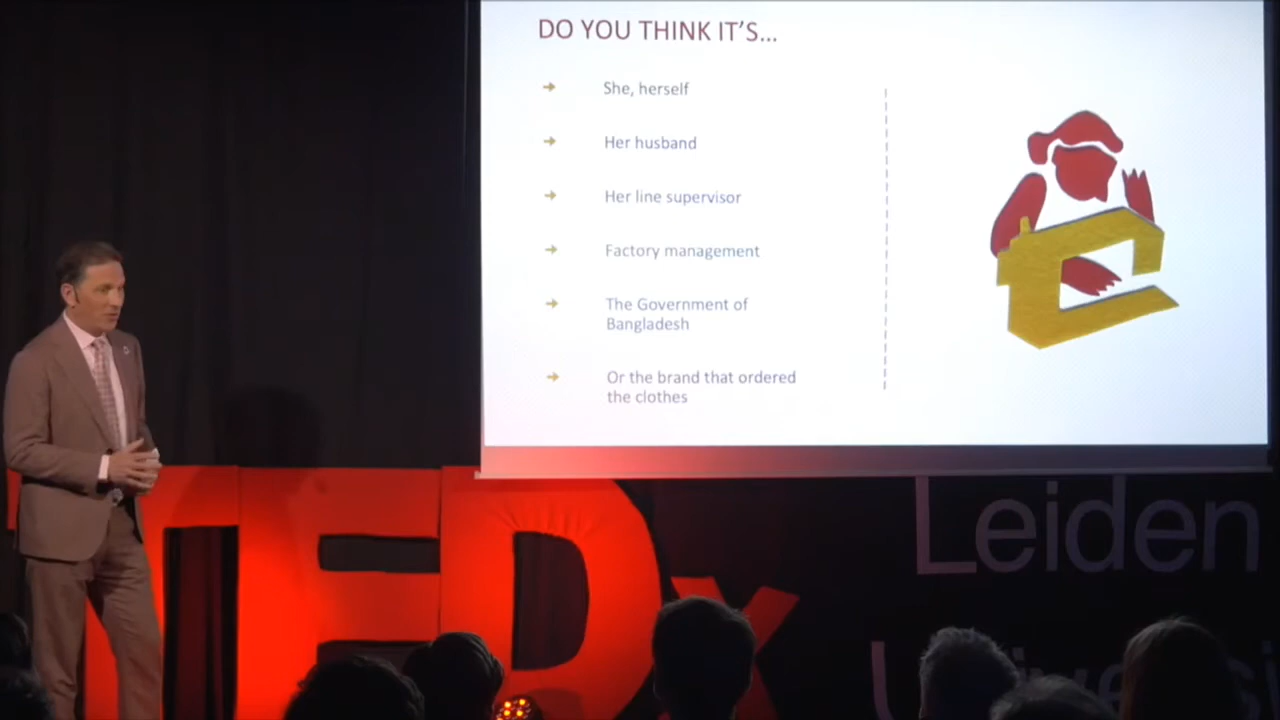 DO YOU THINK IT'S...
She, herself
Her husband
Her line supervisor
Factory management
The Government of
Bangladesh
Or the brand that ordered
the clothes
TEDx
Leiden